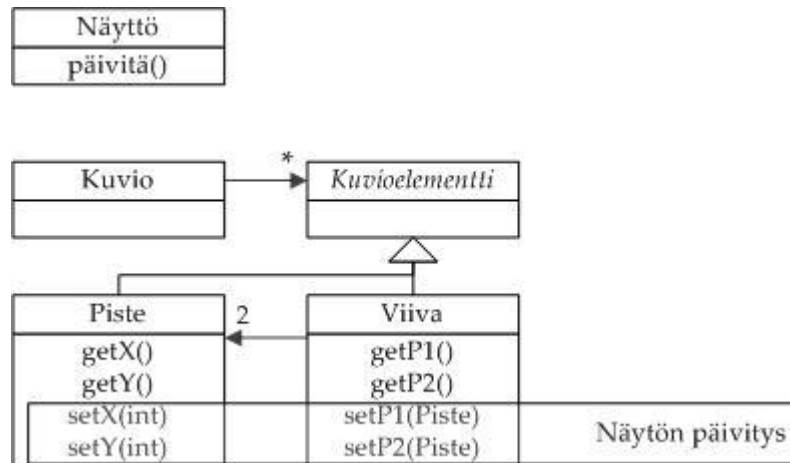 Näyttö
päivitä()
Kuvio
*
Kuvioelementti
Piste
2
Viiva
getX()
getY()
setX(int)
setY(int)
getP1()
getP2()
setP1(Piste)
setP2(Piste)
Näytön päivitys